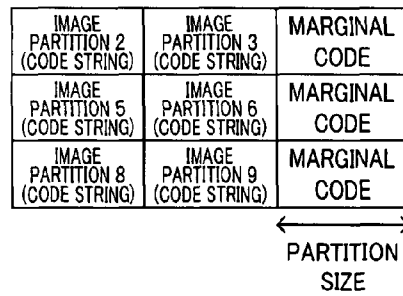 IMAGE
PARTITION 2
(CODE STRING)
IMAGE
PARTITION 3
(CODE STRING)
MARGINAL
CODE
IMAGE
PARTITION 5
(CODE STRING)
IMAGE
PARTITION 6
(CODE STRING)
MARGINAL
CODE
IMAGE
PARTITION 8
(CODE STRING)
IMAGE
PARTITION 9
(CODE STRING)
MARGINAL
CODE
PARTITION
SIZE